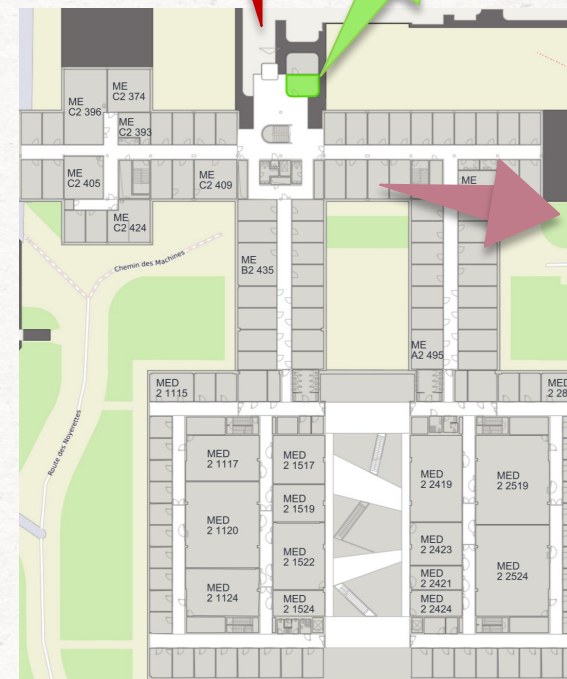 ME
C2 374
ME
C2 396
ME
C2 393
ME
C2 405
ME
C2 409
ME
ME
C2 424
Chemin des Machines
ME
B2 435
ME
A2 495
MED
2 1115
MED
2 28
Route des Noyerettes
MED
2 1117
MED
2 1517
MED
2 2419
MED
2 2519
MED
2 1519
MED
2 1120
MED
2 1522
MED
2 2423
MED
2 2421
MED
2 2524
MED
2 1124
MED
2 1524
MED
2 2424